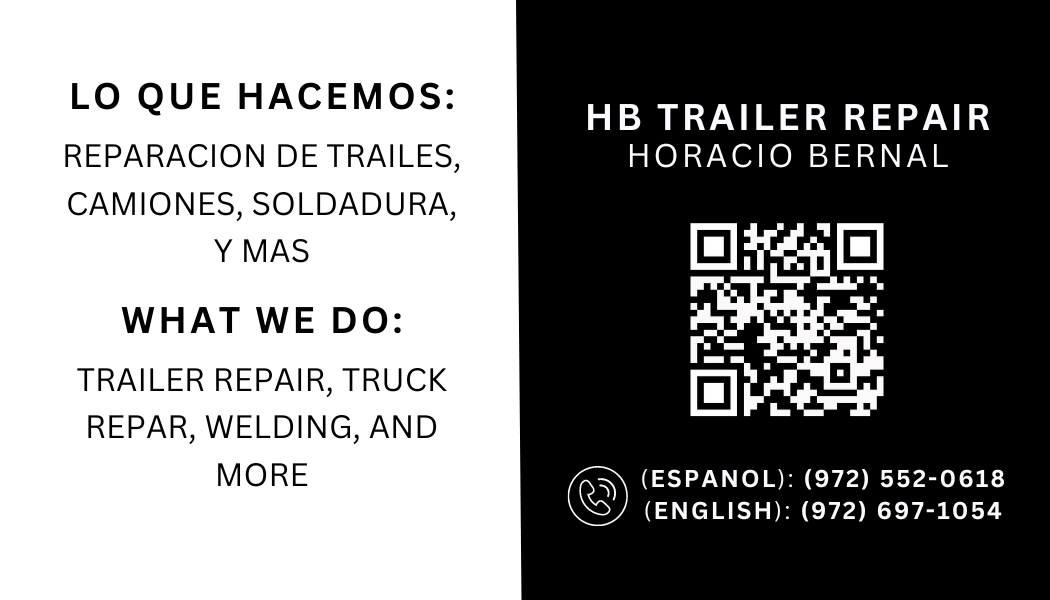 LO QUE HACEMOS:
REPARACION DE TRAILES,
CAMIONES, SOLDADURA,
Y MAS
WHAT WE DO:
TRAILER REPAIR, TRUCK
REPAR, WELDING, AND
MORE
HB TRAILER REPAIR
HORACIO BERNAL
(ESPANOL): (972) 552-0618
(ENGLISH): (972) 697-1054